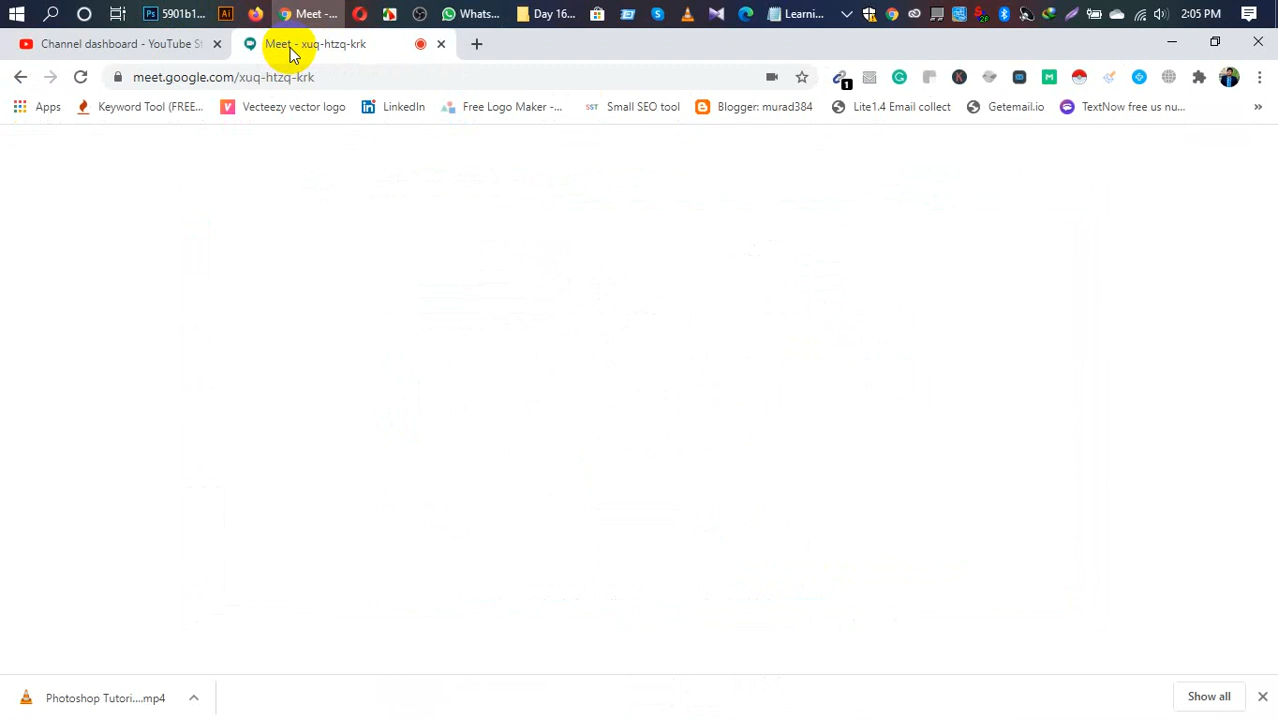 5901b1... Meet -... Whats... Day 16... Learni... 2:05 PM
Channel dashboard - YouTube St Meet - xuq-htzq-krk
meet.google.com/xuq-htzq-krk
Apps Keyword Tool (FREE... Vecteezy vector logo LinkedIn Free Logo Maker -... Small SEO tool Blogger: murad384 Lite1.4 Email collect Getemail.io TextNow free us nu...
Photoshop Tutori....mp4 Show all